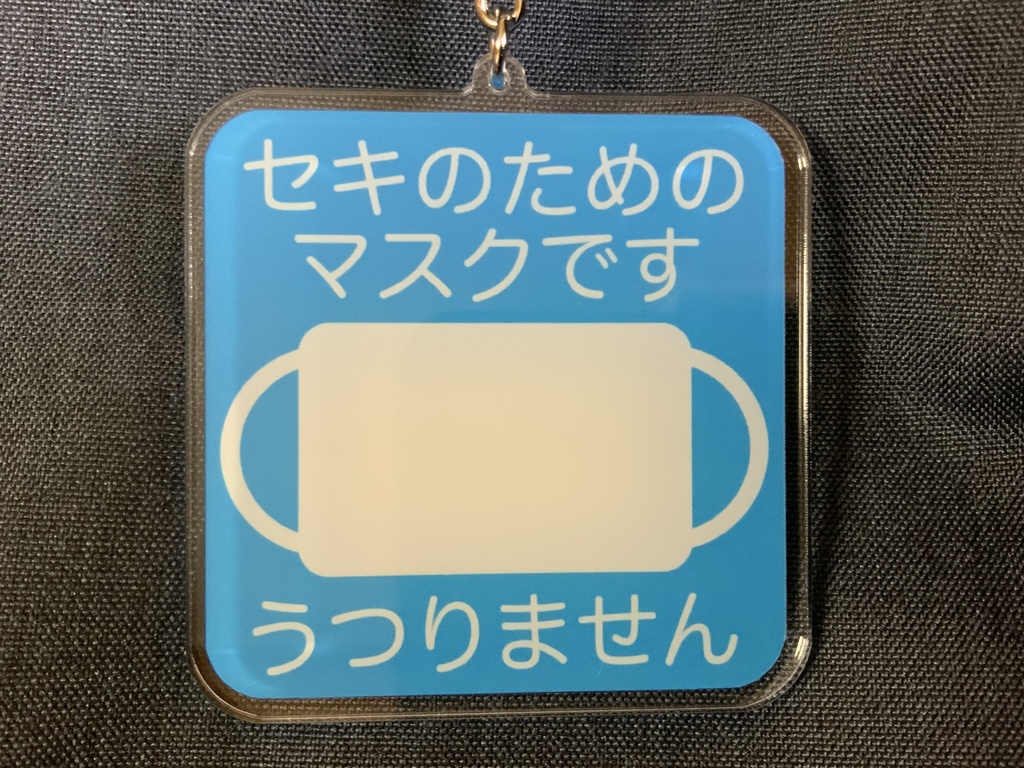 セキのための
マスクです
うつりません